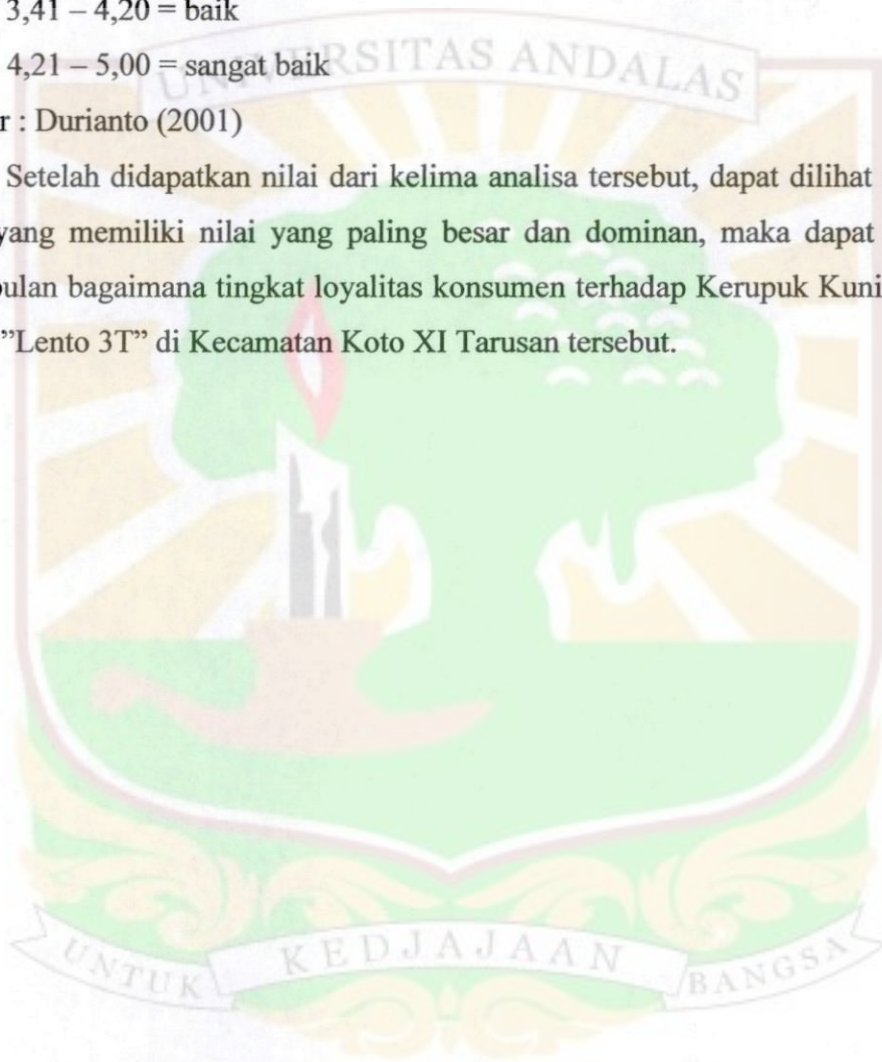 3,41 – 4,20 = baik
4,21 – 5,00 = sangat baik
r : Durianto (2001)
Setelah didapatkan nilai dari kelima analisa tersebut, dapat dilihat
yang memiliki nilai yang paling besar dan dominan, maka dapat
pulan bagaimana tingkat loyalitas konsumen terhadap Kerupuk Kuni
”Lento 3T” di Kecamatan Koto XI Tarusan tersebut.
UNIVERSITAS ANDALAS
UNTUK KEDJAJAAN BANGSA